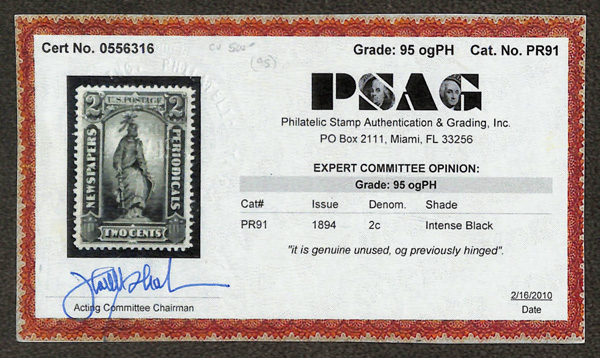 Cert No. 0556316
Grade: 95 ogPH Cat. No. PR91
(95)
PSAG
Philatelic Stamp Authentication & Grading, Inc.
PO Box 2111, Miami, FL 33256
2 U.S. POSTAGE 2
NEWSPAPERS
PERIODICALS
TWO CENTS
EXPERT COMMITTEE OPINION:
Grade: 95 ogPH
Cat# Issue Denom. Shade
PR91 1894 2c Intense Black
"it is genuine unused, og previously hinged".
Acting Committee Chairman
2/16/2010
Date